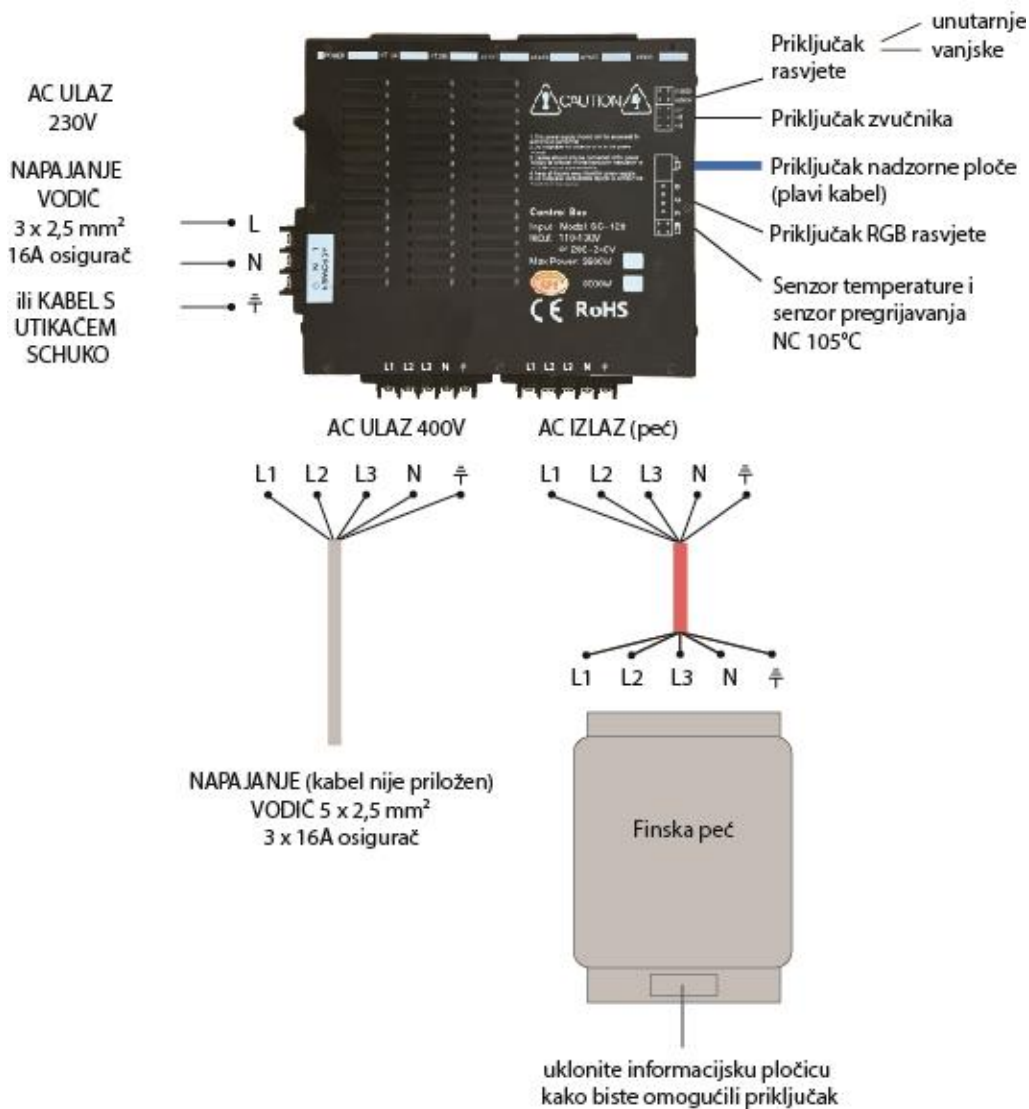 unutarnje
Priključak
rasvjete
vanjske
AC ULAZ
230V
Priključak zvučnika
NAPAJANJE
VODIČ
3 x 2,5 mm²
16A osigurač
ili KABEL S
UTIKAČEM
SCHUKO
L
N
Priključak nadzorne ploče
(plavi kabel)
Priključak RGB rasvjete
Senzor temperature i
senzor pregrijavanja
NC 105°C
POWER
CAUTION
Control Box
Max Power
CE RoHS
L1 L2 L3 N
L1 L2 L3 N
AC ULAZ 400V
AC IZLAZ (peć)
L1 L2 L3 N
L1 L2 L3 N
L1 L2 L3 N
NAPAJANJE (kabel nije priložen)
VODIČ 5 x 2,5 mm²
3 x 16A osigurač
Finska peć
uklonite informacijsku pločicu
kako biste omogućili priključak